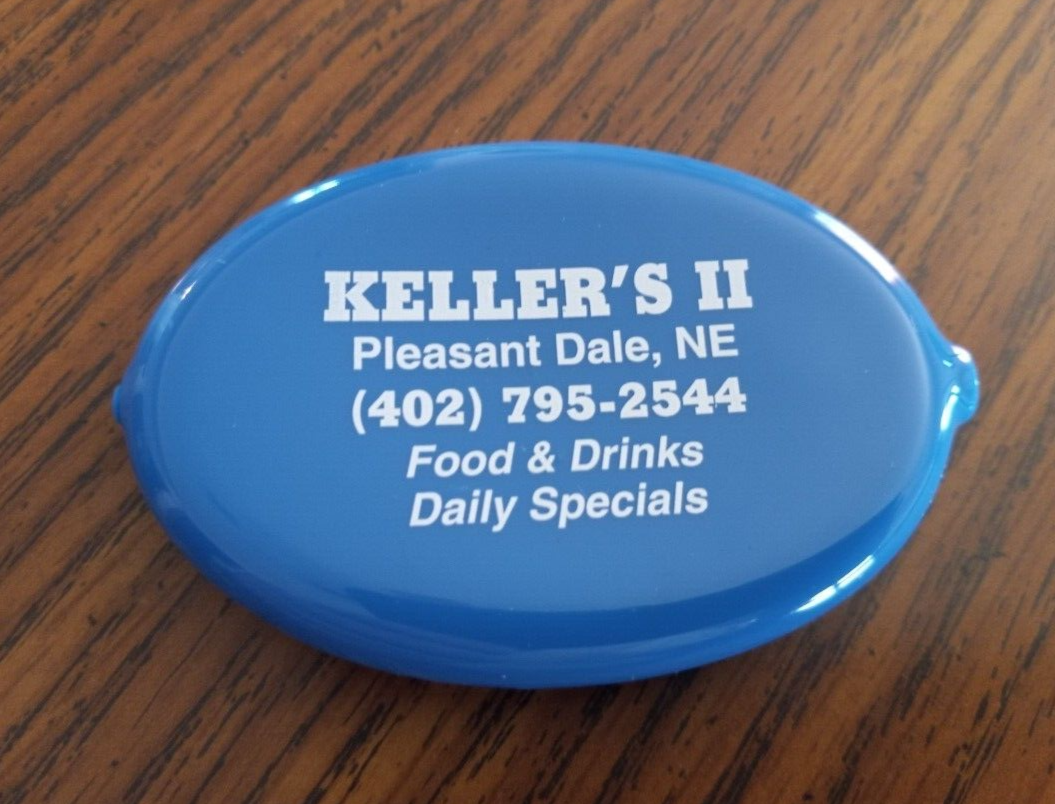 KELLER'S II
Pleasant Dale, NE
(402) 795-2544
Food & Drinks
Daily Specials